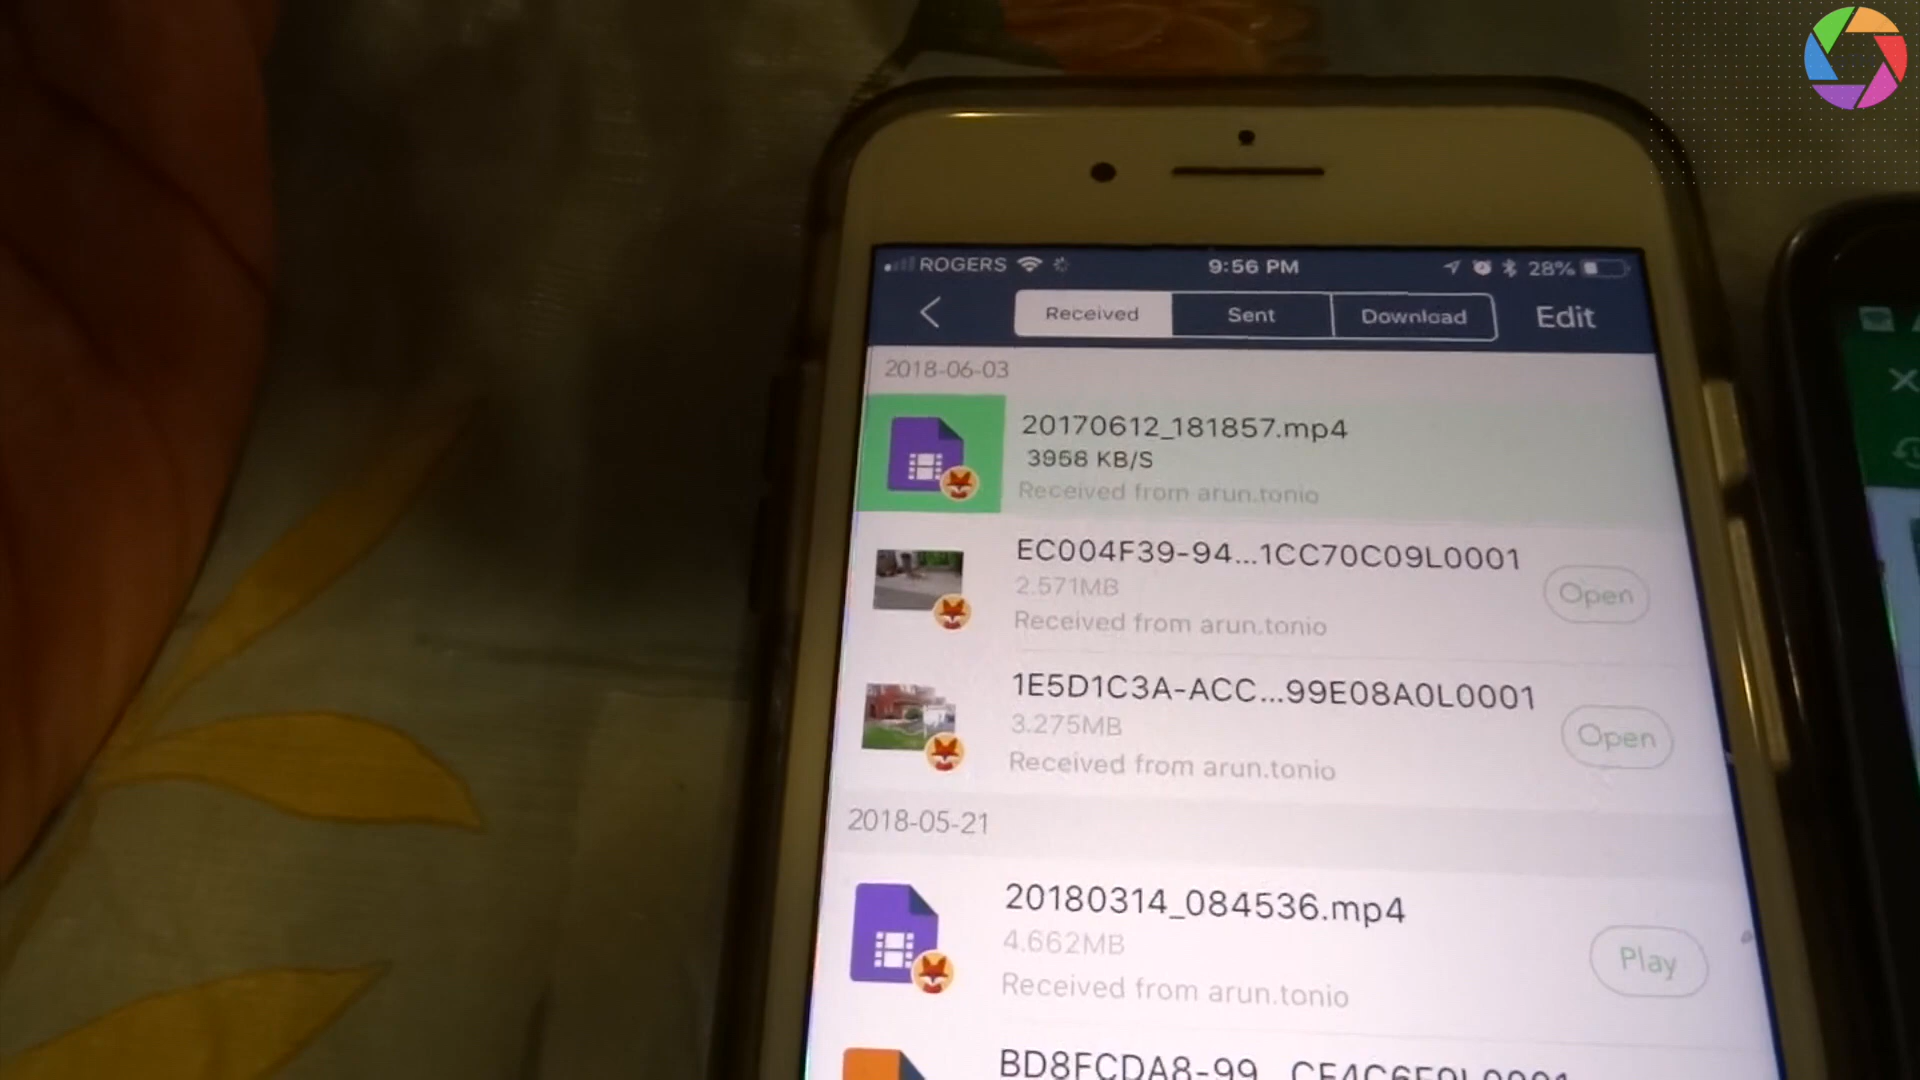 ROGERS 9:56 PM 28%
Received Sent Download Edit
2018-06-03
20170612_181857.mp4
3958 KB/S
Received from arun.tonio
EC004F39-94...1CC70C09L0001
2.571MB
Open
Received from arun.tonio
1E5D1C3A-ACC...99E08A0L0001
3.275MB
Open
Received from arun.tonio
2018-05-21
20180314_084536.mp4
4.662MB
Play
Received from arun.tonio